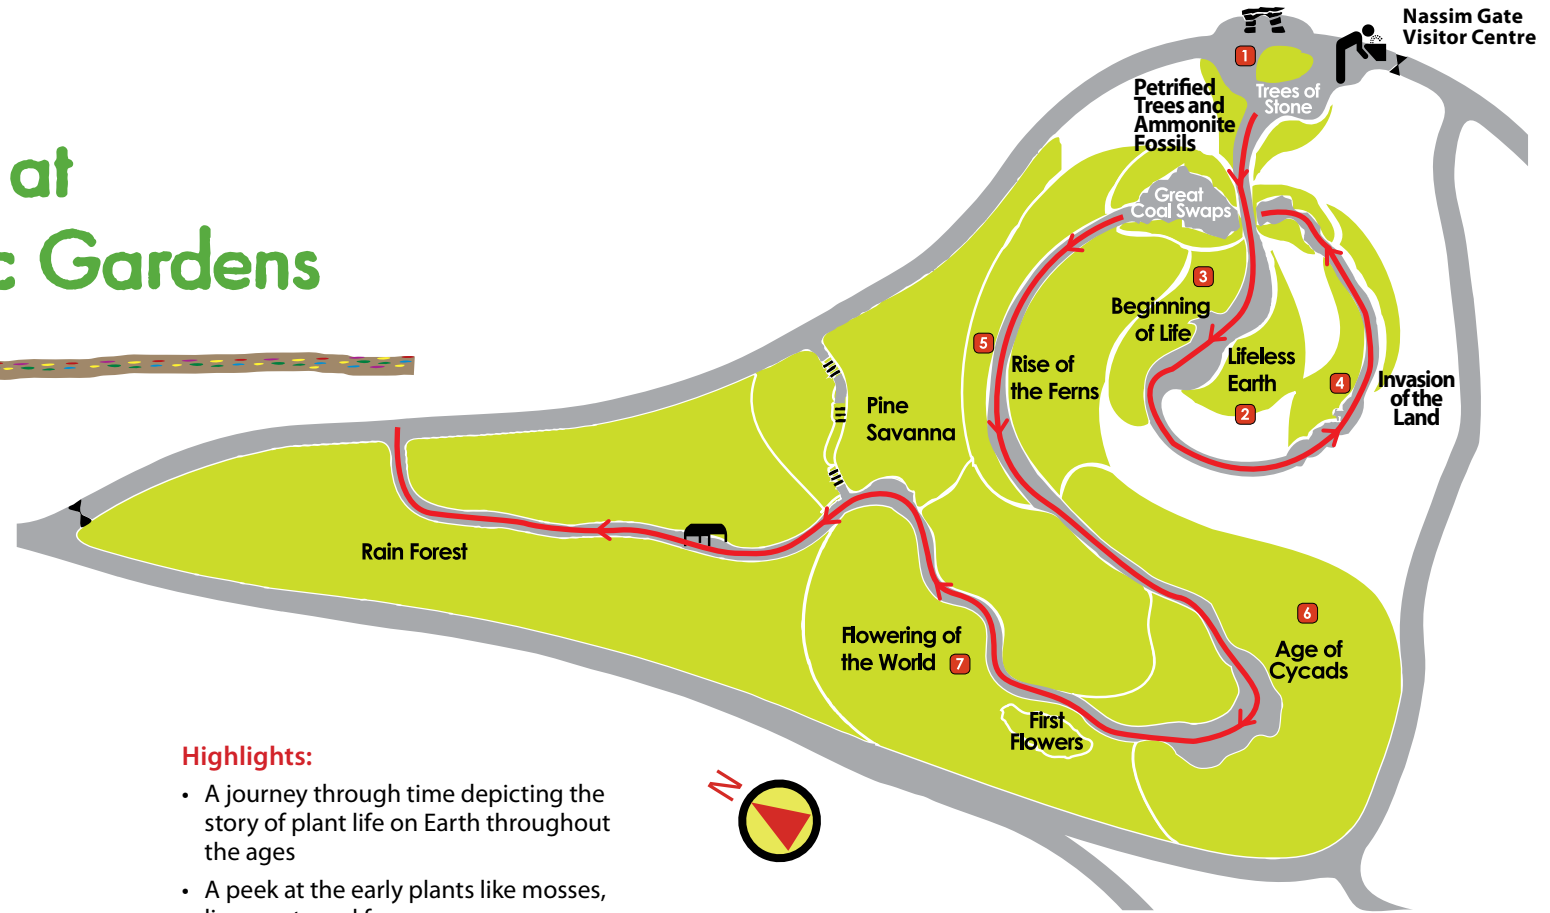 at
c Gardens
Nassim Gate
Visitor Centre
1
Trees of
Stone
Petrified
Trees and
Ammonite
Fossils
Great
Coal Swaps
3
Beginning
of Life
Lifeless
Earth
2
4
Invasion
of the
Land
5
Rise of
the Ferns
Pine
Savanna
Rain Forest
6
Age of
Cycads
Flowering of
the World 7
First
Flowers
N
Highlights:
• A journey through time depicting the
story of plant life on Earth throughout
the ages
• A peek at the early plants like mosses,